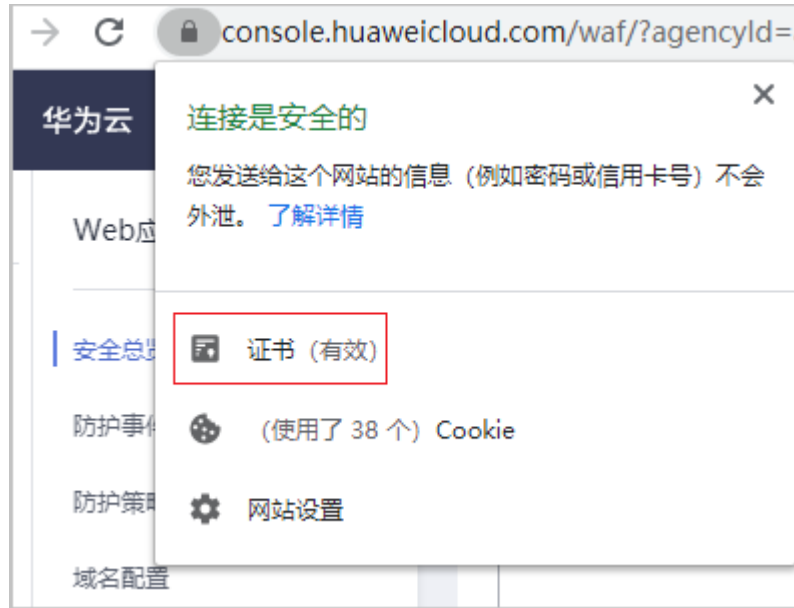 console.huaweicloud.com/waf/?agencyId=
华为云
连接是安全的
您发送给这个网站的信息（例如密码或信用卡号）不会
外泄。 了解详情
Web应
安全总览
证书（有效）
防护事件
（使用了 38 个）Cookie
防护策略
网站设置
域名配置